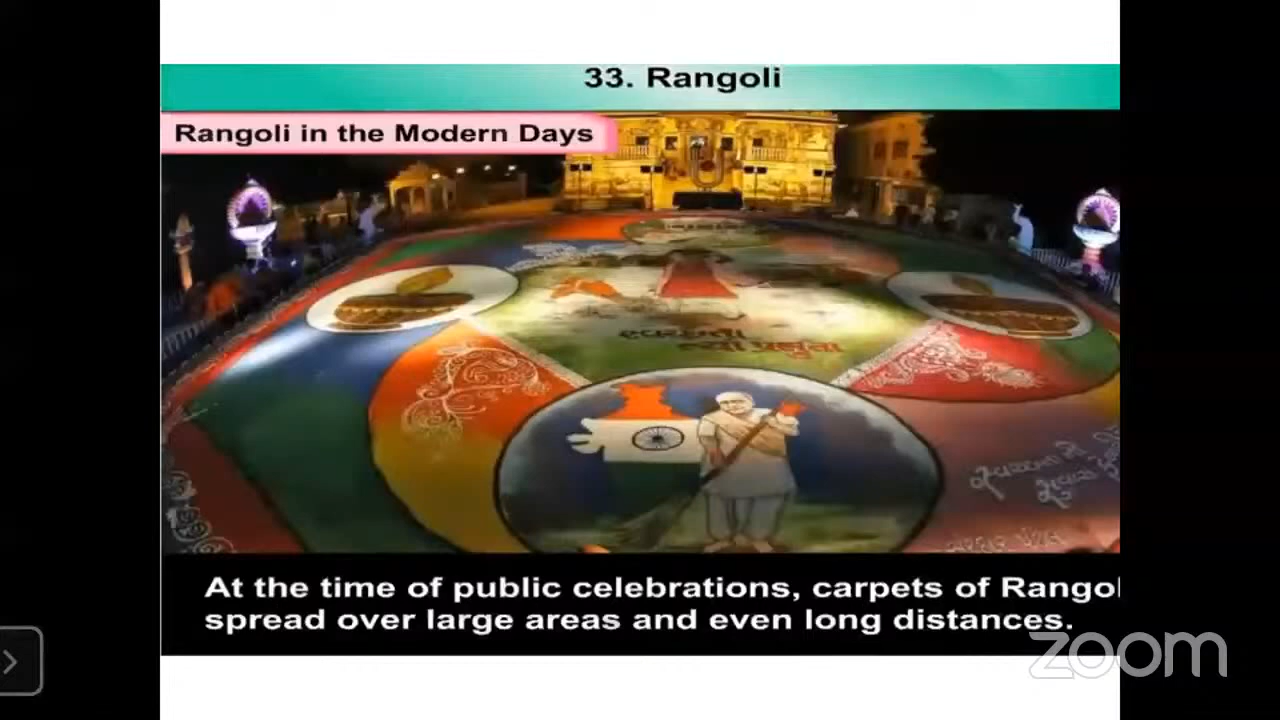 33. Rangoli
Rangoli in the Modern Days
At the time of public celebrations, carpets of Rangol
spread over large areas and even long distances.
zoom